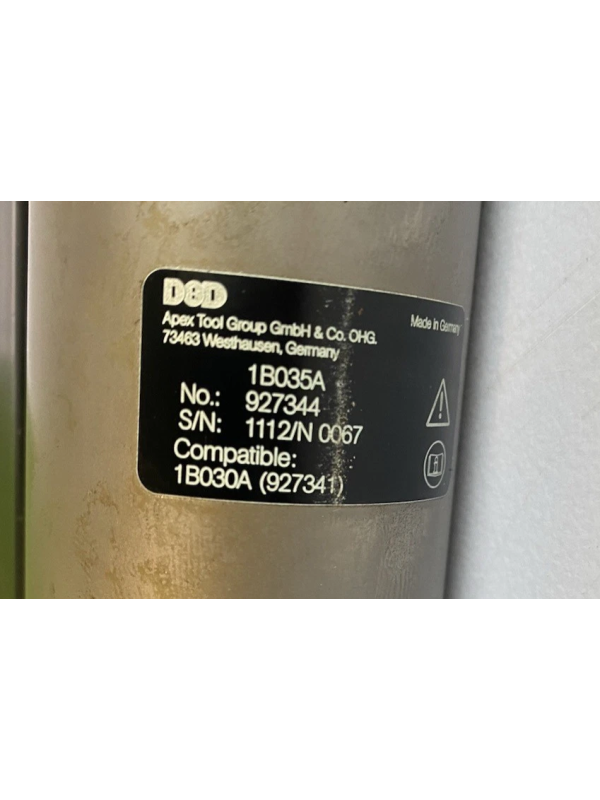 DGD
Apex Tool Group GmbH & Co. OHG.
73463 Westhausen, Germany
Made in Germany
1B035A
No.: 927344
S/N: 1112/N 0067
Compatible:
1B030A (927341)